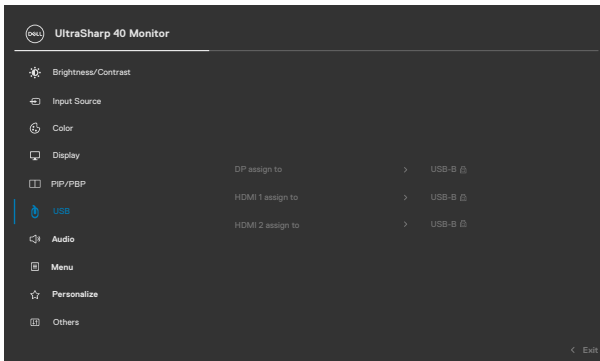 DELL UltraSharp 40 Monitor
Brightness/Contrast
Input Source
Color
Display
PIP/PBP
USB
Audio
Menu
Personalize
Others
DP assign to > USB-B
HDMI 1 assign to > USB-B
HDMI 2 assign to > USB-B
< Exit